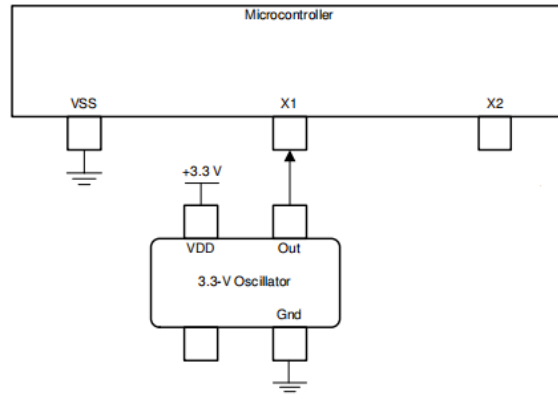 Microcontroller
VSS X1 X2
+3.3 V
VDD Out
3.3-V Oscillator
Gnd